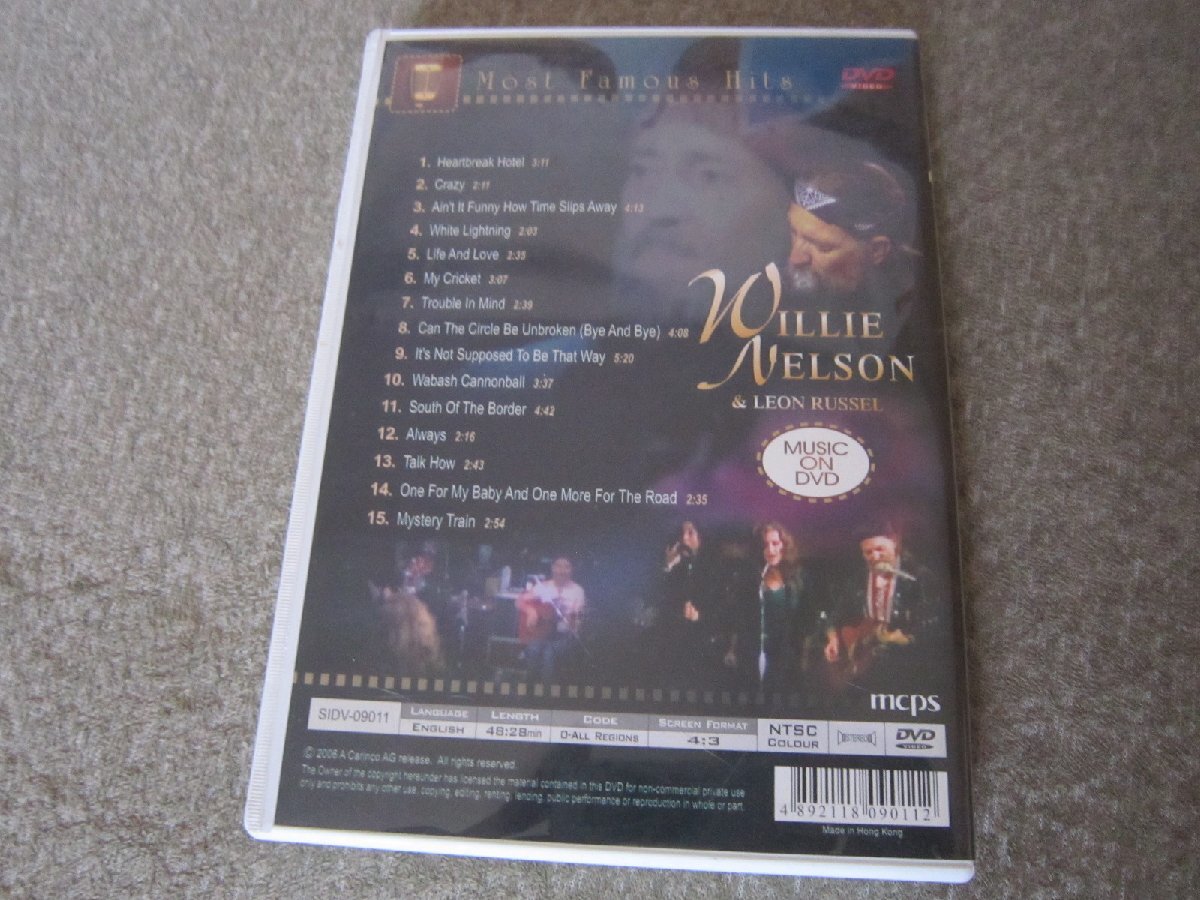 Most Famous Hits
DVD
VIDEO
1. Heartbreak Hotel 3:11
2. Crazy 2:11
3. Ain't It Funny How Time Slips Away 4:13
4. White Lightning 2:03
5. Life And Love 2:35
6. My Cricket 3:07
7. Trouble In Mind 2:39
8. Can The Circle Be Unbroken (Bye And Bye) 4:08
9. It's Not Supposed To Be That Way 5:20
10. Wabash Cannonball 3:37
11. South Of The Border 4:42
12. Always 2:16
13. Talk How 2:43
14. One For My Baby And One More For The Road 2:35
15. Mystery Train 2:54
WILLIE
NELSON
& LEON RUSSEL
MUSIC
ON
DVD
mcps
SIDV-09011
LANGUAGE
ENGLISH
LENGTH
48:28min
CODE
0-ALL REGIONS
SCREEN FORMAT
4:3
NTSC
COLOUR
STEREO
DVD
VIDEO
© 2006 A Carinco AG release. All rights reserved.
The Owner of the copyright hereunder has licensed the material contained in this DVD for non-commercial private use
only and prohibits any other use, copying, editing, renting, lending, public performance or reproduction in whole or part.
4 892118 090112
Made in Hong Kong